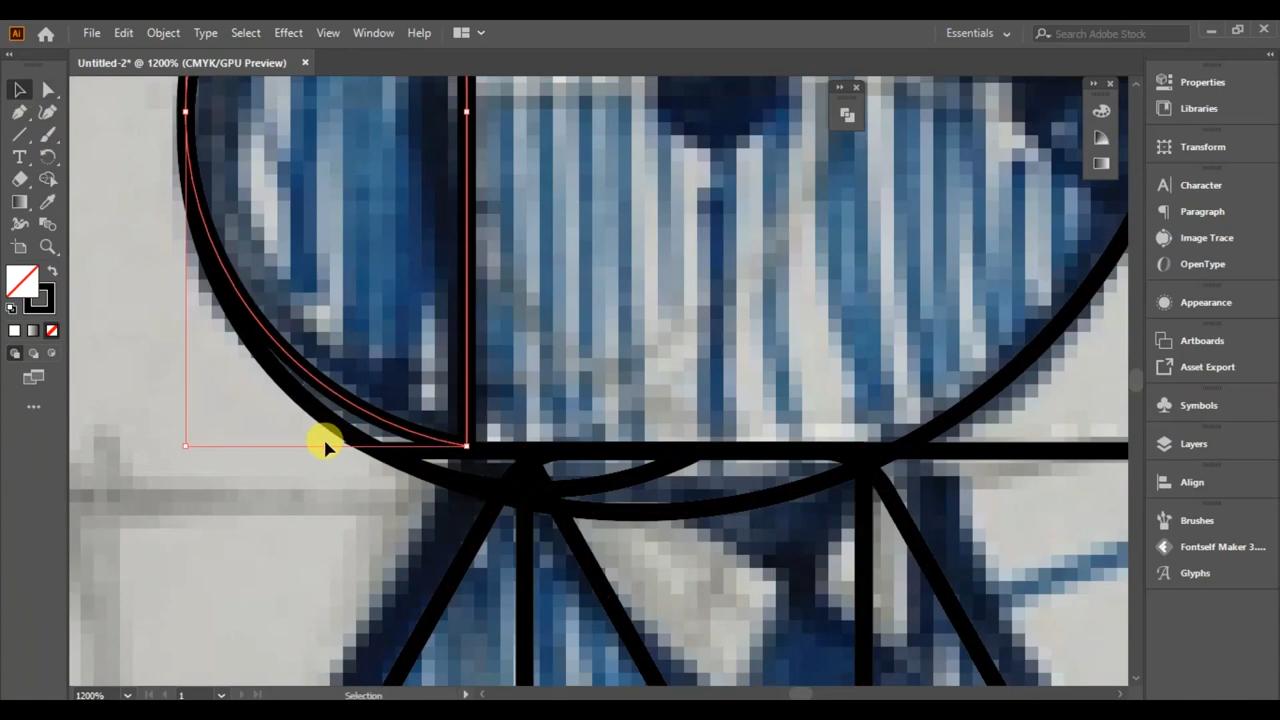 Ai
File Edit Object Type Select Effect View Window Help
Essentials
Search Adobe Stock
Untitled-2* @ 1200% (CMYK/GPU Preview)
Properties
Libraries
Transform
Character
Paragraph
Image Trace
OpenType
Appearance
Artboards
Asset Export
Symbols
Layers
Align
Brushes
Fontself Maker 3....
Glyphs
1200%
1
Selection